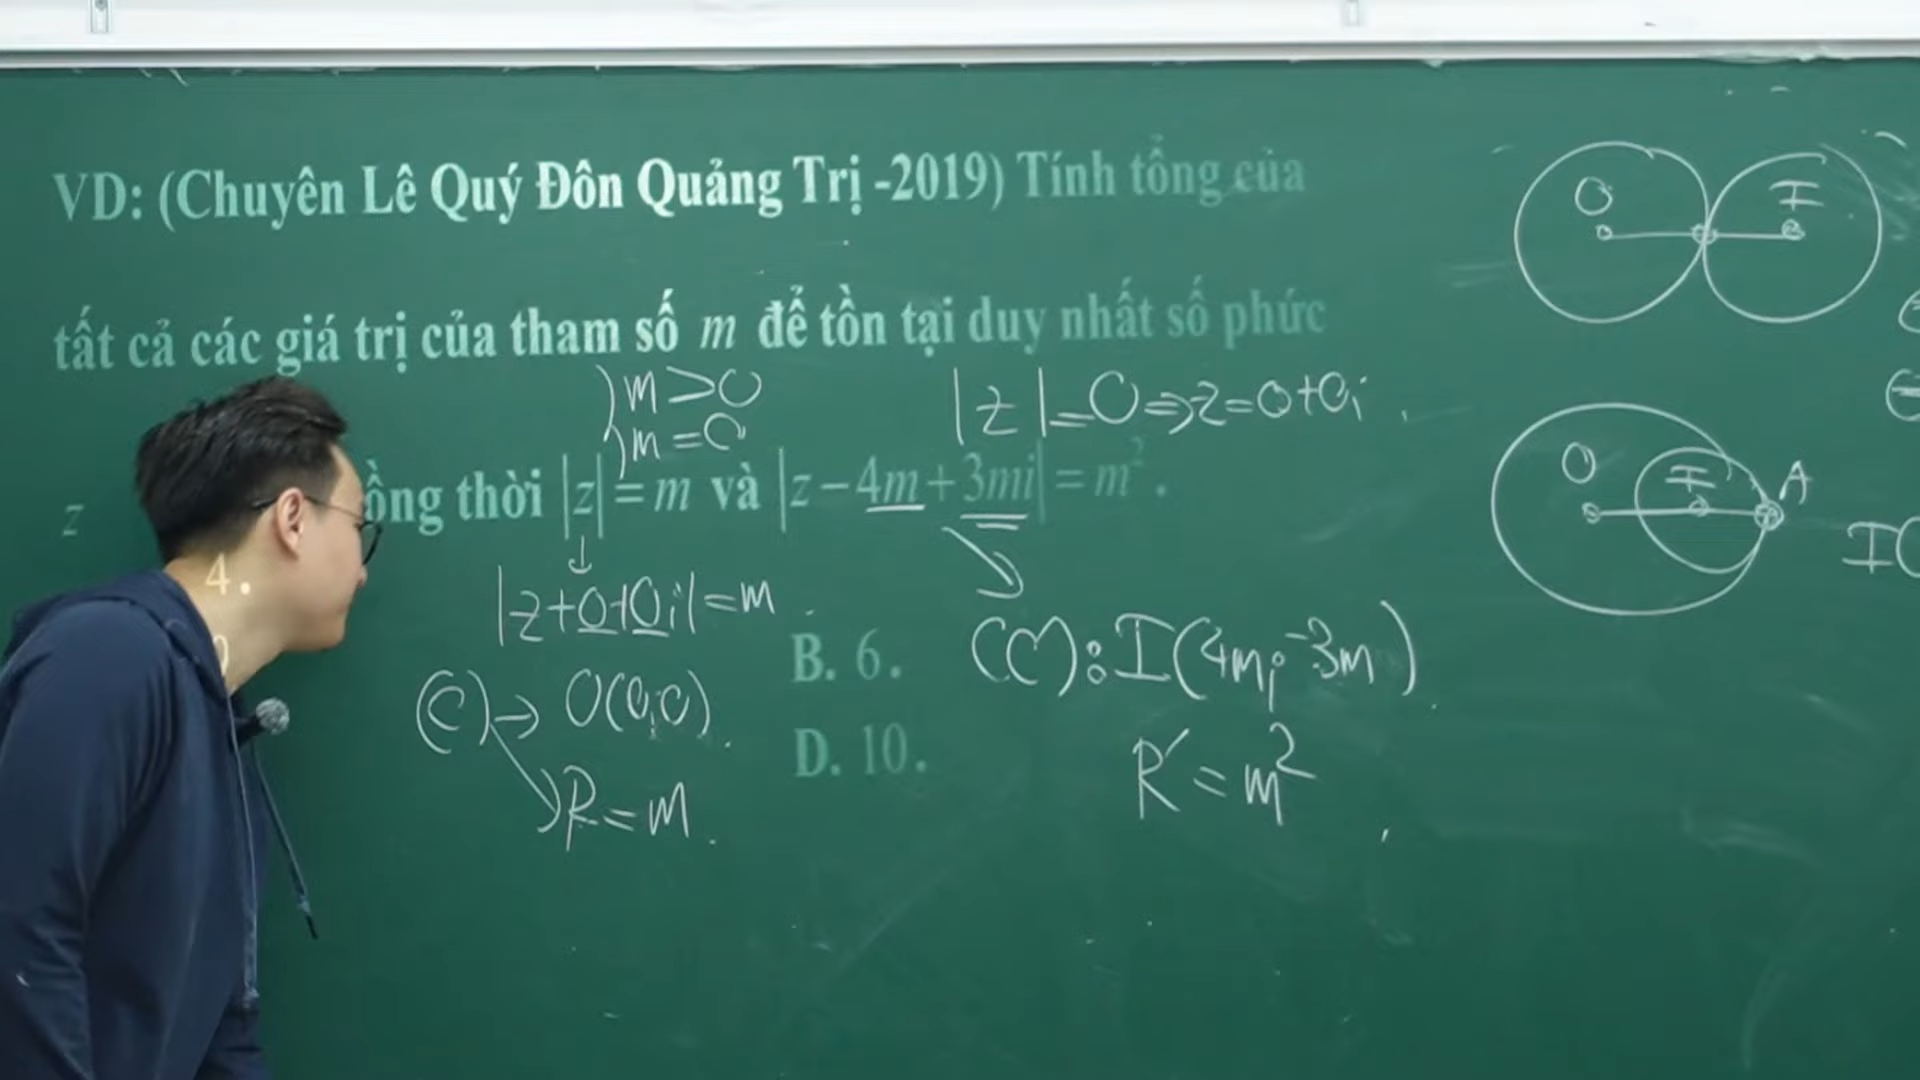 VD: (Chuyên Lê Quý Đôn Quảng Trị -2019) Tính tổng của
tất cả các giá trị của tham số m để tồn tại duy nhất số phức
m > 0
m = 0
|z| = 0 => z = 0 + 0i
z
ồng thời |z| = m và |z − 4m + 3mi| = m².
|z+0+0i| = m
4.
B. 6.
D. 10.
(C) → O(0;0)
R = m
(C'): I(4m; -3m)
R' = m²
O I
O I A